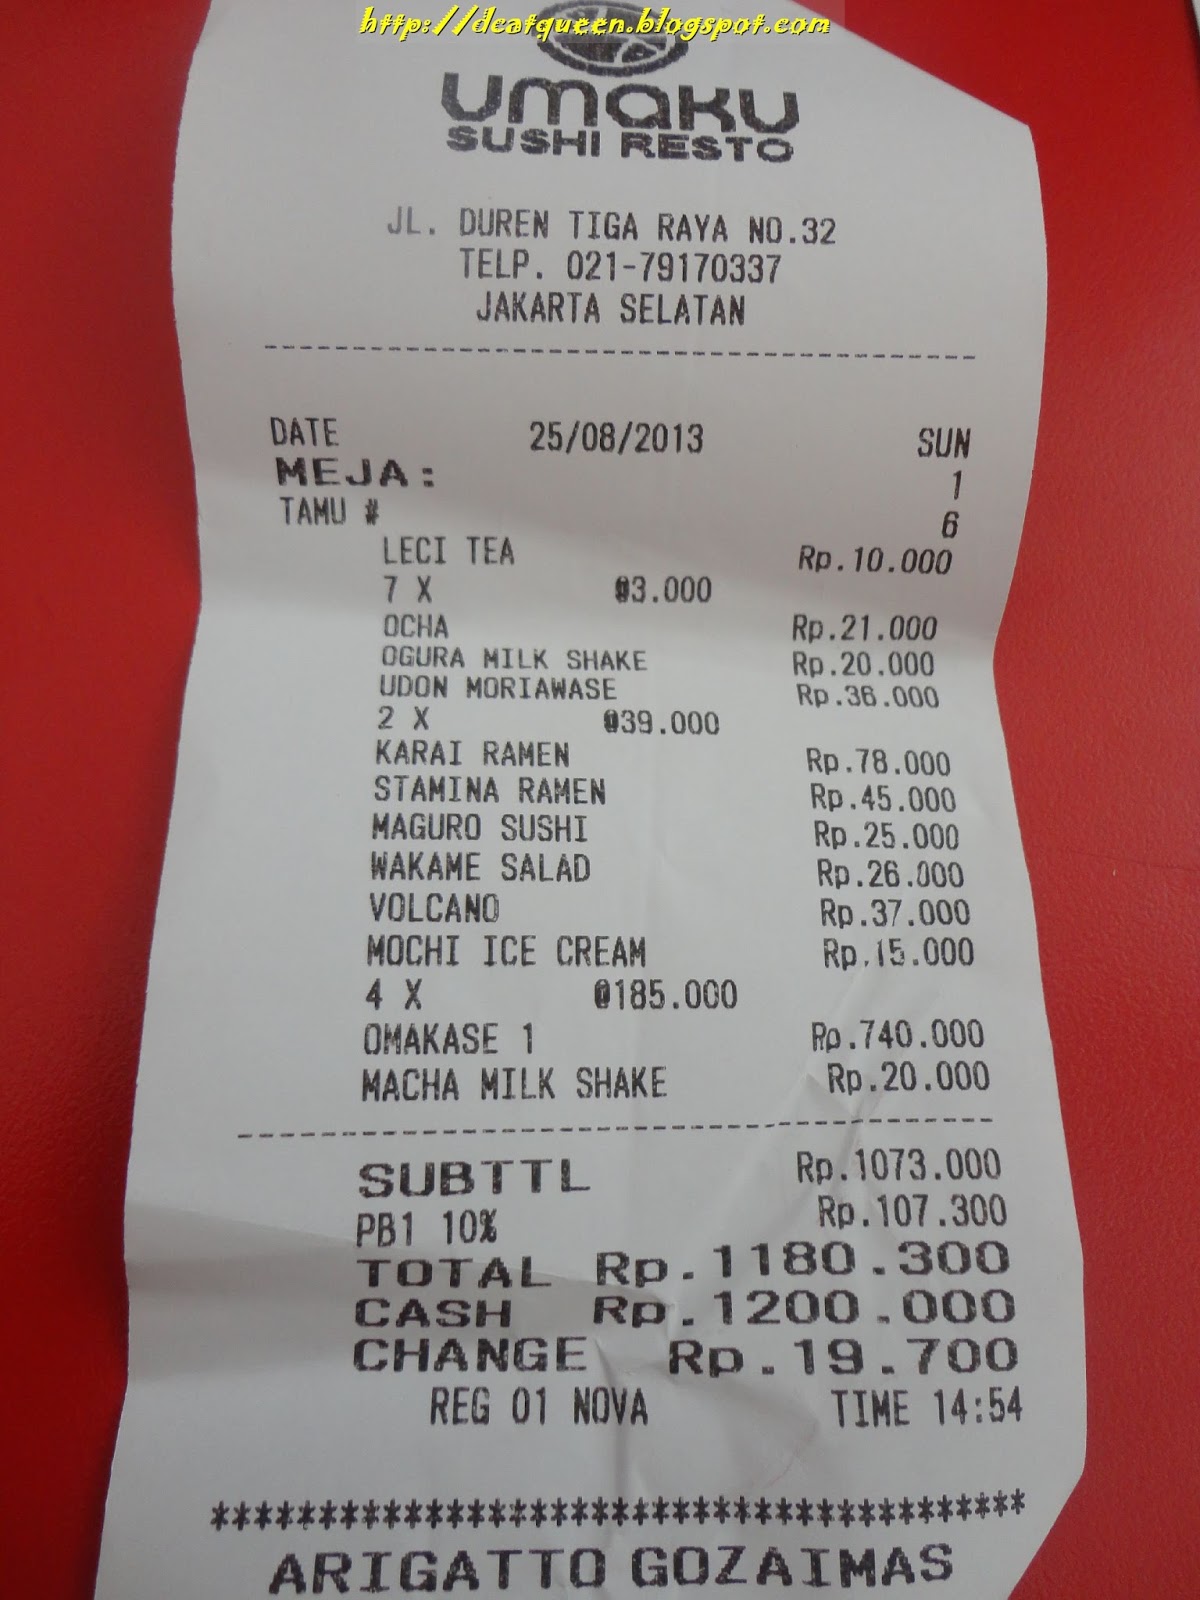 http://dcatqueen.blogspot.com
UMAKU
SUSHI RESTO
JL. DUREN TIGA RAYA NO.32
TELP. 021-79170337
JAKARTA SELATAN
DATE 25/08/2013 SUN
MEJA: 1
TAMU # 6
LECI TEA Rp.10.000
7 X @3.000
OCHA Rp.21.000
OGURA MILK SHAKE Rp.20.000
UDON MORIAWASE Rp.36.000
2 X @39.000
KARAI RAMEN Rp.78.000
STAMINA RAMEN Rp.45.000
MAGURO SUSHI Rp.25.000
WAKAME SALAD Rp.26.000
VOLCANO Rp.37.000
MOCHI ICE CREAM Rp.15.000
4 X @185.000
OMAKASE 1 Rp.740.000
MACHA MILK SHAKE Rp.20.000
SUBTTL Rp.1073.000
PB1 10% Rp.107.300
TOTAL Rp.1180.300
CASH Rp.1200.000
CHANGE Rp.19.700
REG 01 NOVA TIME 14:54
**************************************
ARIGATTO GOZAIMAS